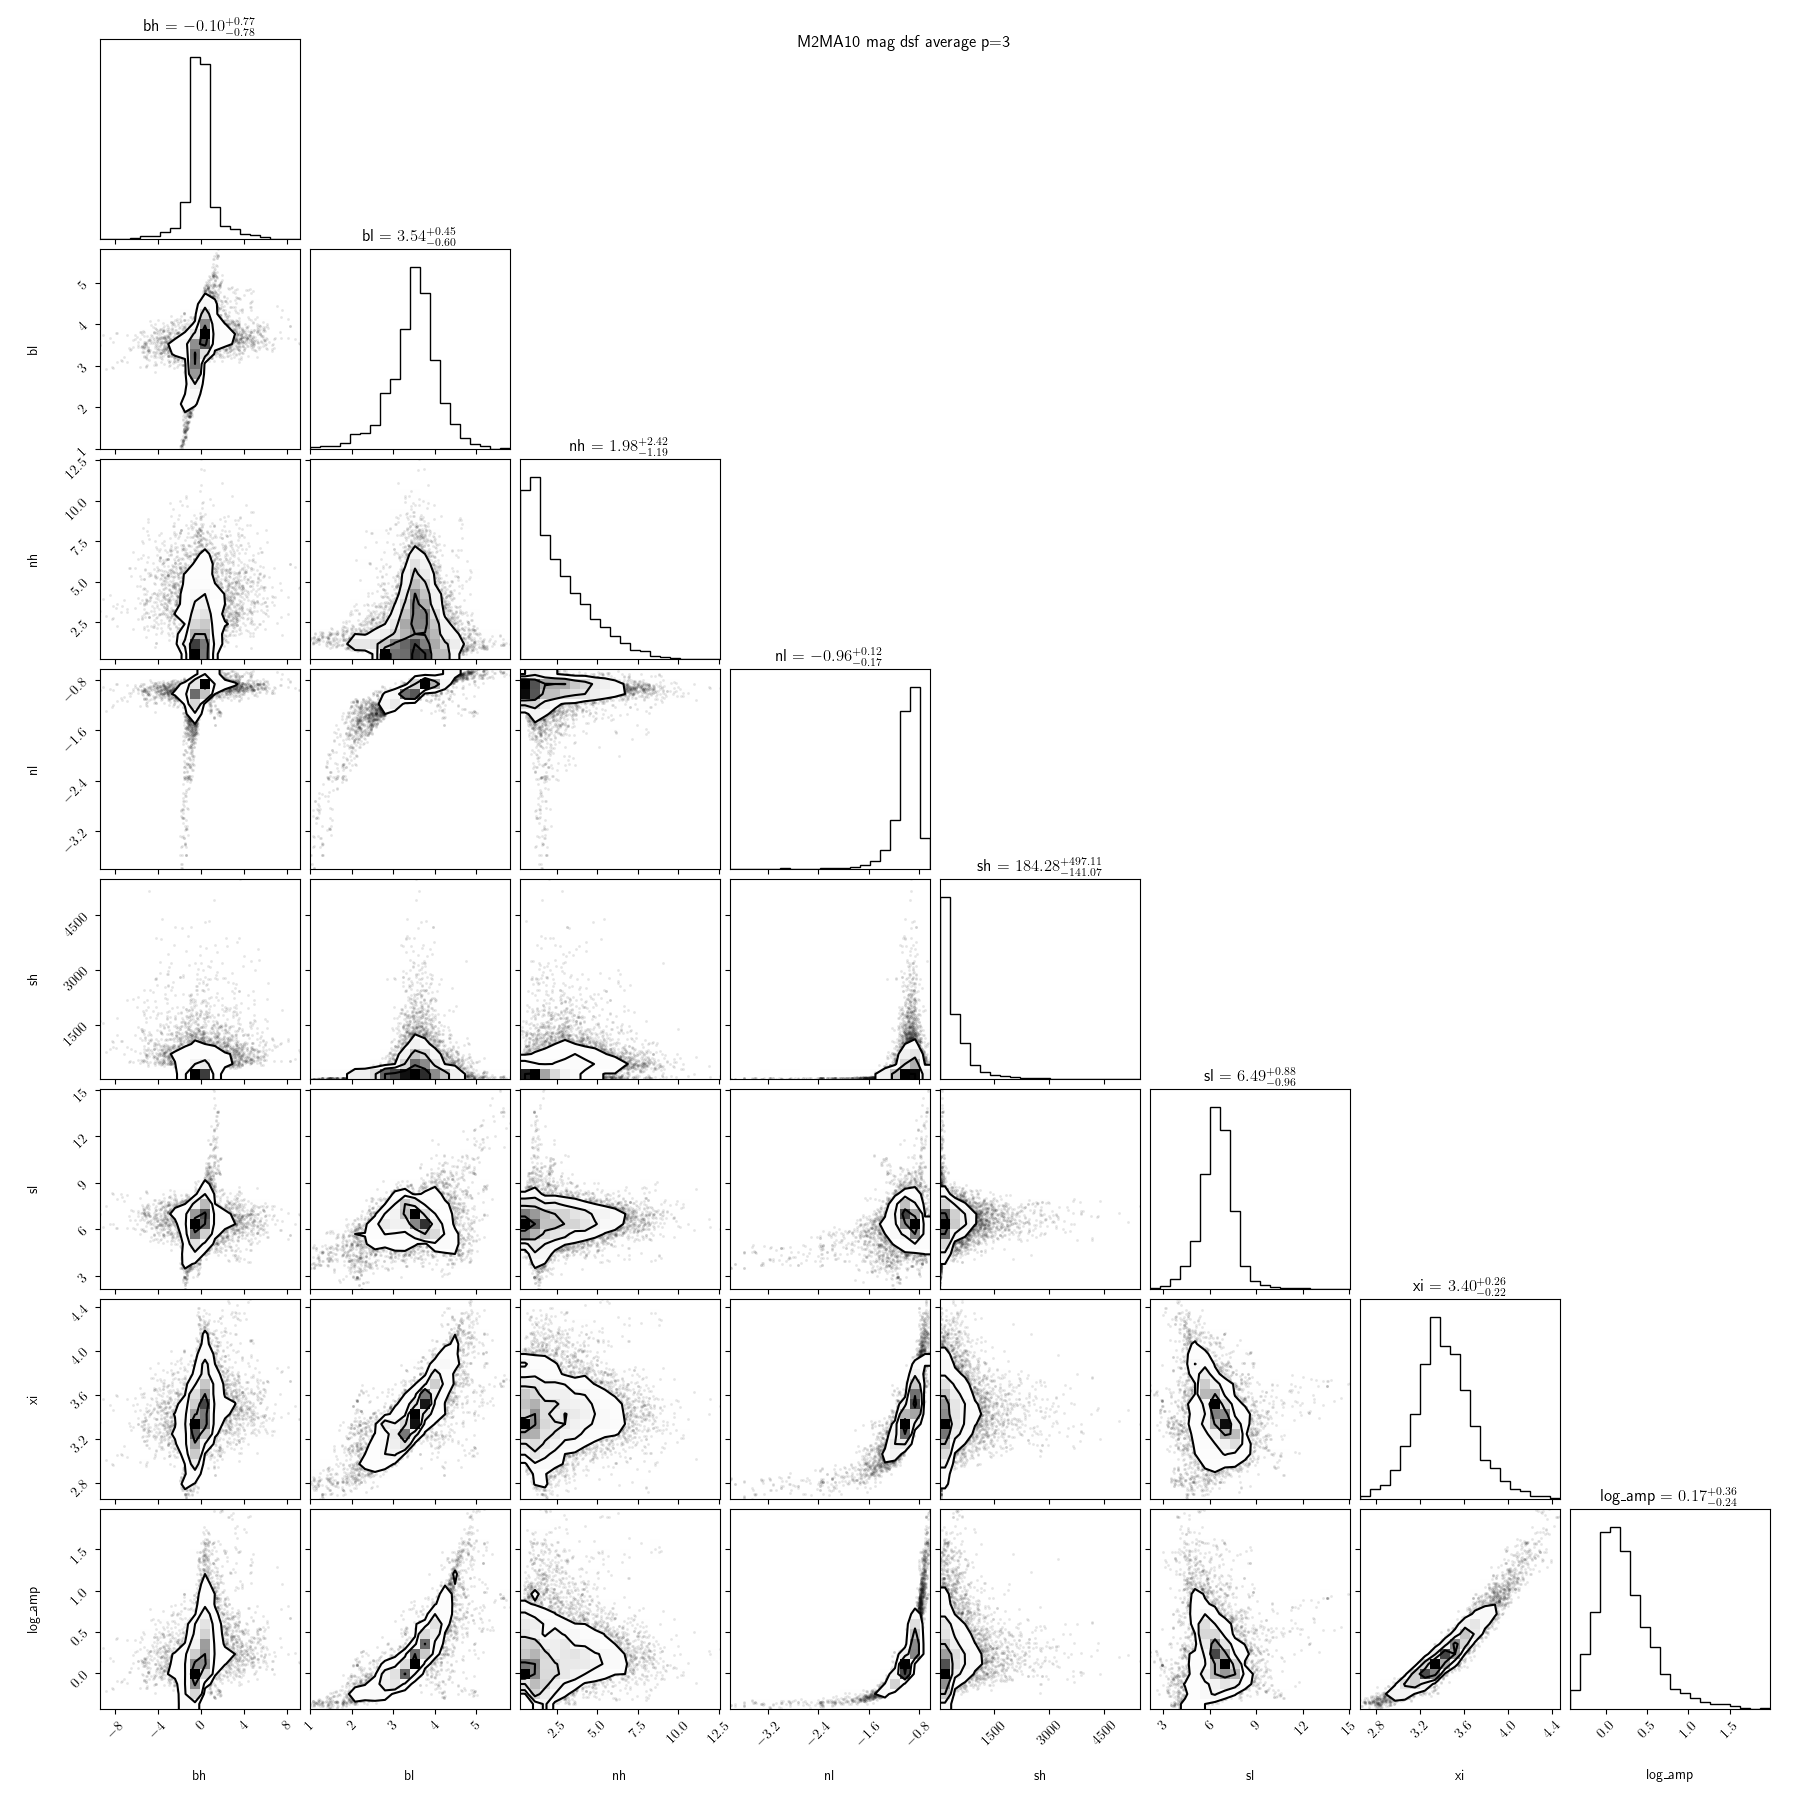 bh = −0.10+0.77−0.78
M2MA10 mag dsf average p=3
bl = 3.54+0.45−0.60
bl
5
4
3
2
1
nh = 1.98+2.42−1.19
nh
12.5
10.0
7.5
5.0
2.5
nl = −0.96+0.12−0.17
nl
−0.8
−1.6
−2.4
−3.2
sh = 184.28+497.11−141.07
sh
4500
3000
1500
sl = 6.49+0.88−0.96
sl
15
12
9
6
3
xi = 3.40+0.26−0.22
xi
4.4
4.0
3.6
3.2
2.8
log_amp = 0.17+0.36−0.24
log_amp
1.5
1.0
0.5
0.0
−8 −4 0 4 8 1 2 3 4 5 2.5 5.0 7.5 10.0 12.5 −3.2 −2.4 −1.6 −0.8 1500 3000 4500 3 6 9 12 15 2.8 3.2 3.6 4.0 4.4 0.0 0.5 1.0 1.5
bh bl nh nl sh sl xi log_amp